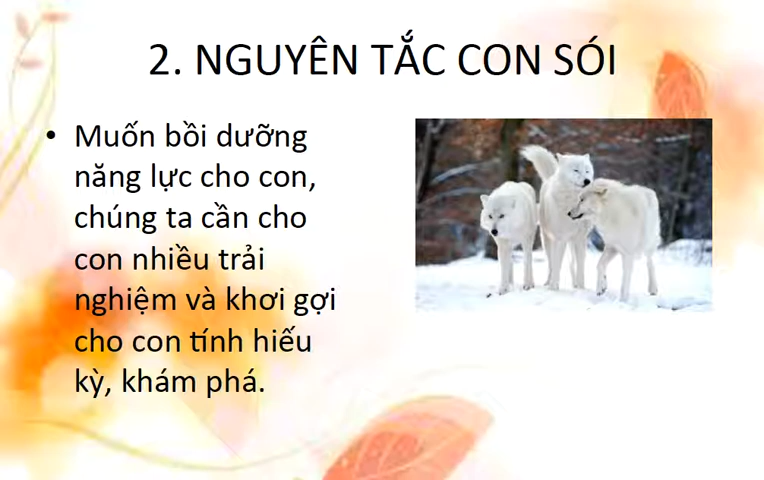 2. NGUYÊN TẮC CON SÓI
• Muốn bồi dưỡng
năng lực cho con,
chúng ta cần cho
con nhiều trải
nghiệm và khơi gợi
cho con tính hiếu
kỳ, khám phá.